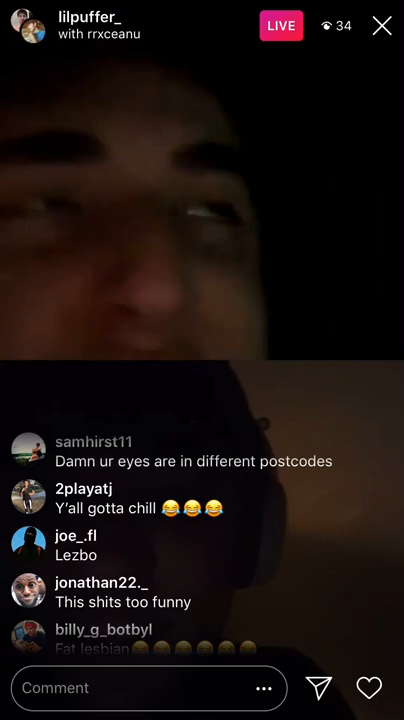 lilpuffer_
with rrxceanu
LIVE
34
samhirst11
Damn ur eyes are in different postcodes
2playatj
Y'all gotta chill 😂😂😂
joe_.fl
Lezbo
jonathan22._
This shits too funny
billy_g_botbyl
Fat lesbian
Comment